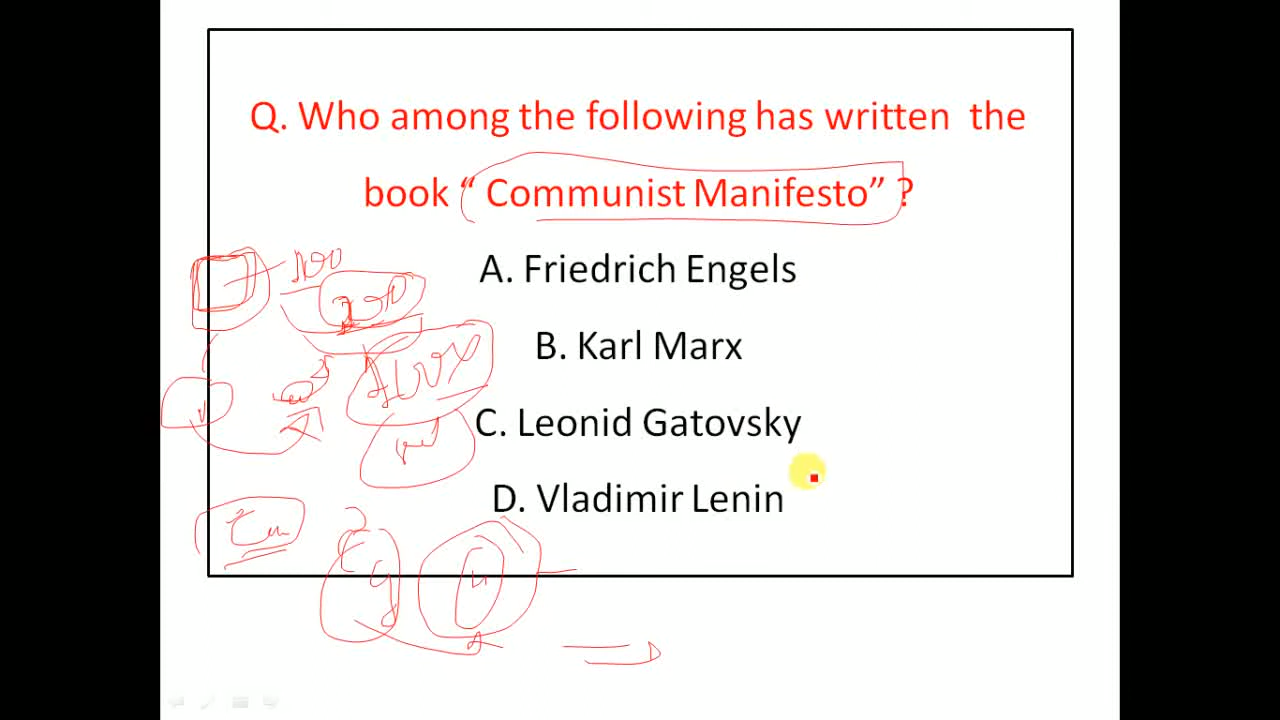 Q. Who among the following has written the
book “ Communist Manifesto” ?
A. Friedrich Engels
B. Karl Marx
C. Leonid Gatovsky
D. Vladimir Lenin